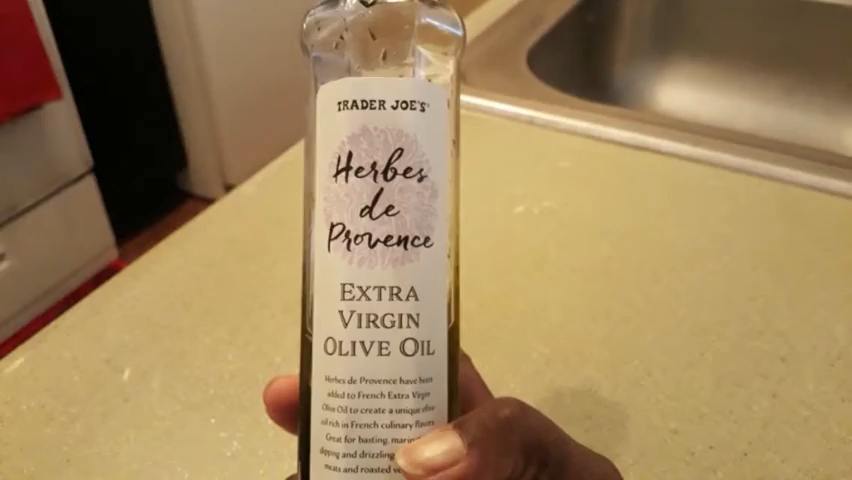 TRADER JOE'S
Herbes
de
Provence
EXTRA
VIRGIN
OLIVE OIL
Herbes de Provence have been
added to French Extra Virgin
Olive Oil to create a unique olive
oil rich in French culinary flavors.
Great for basting,
dipping and drizzling
meats and roasted